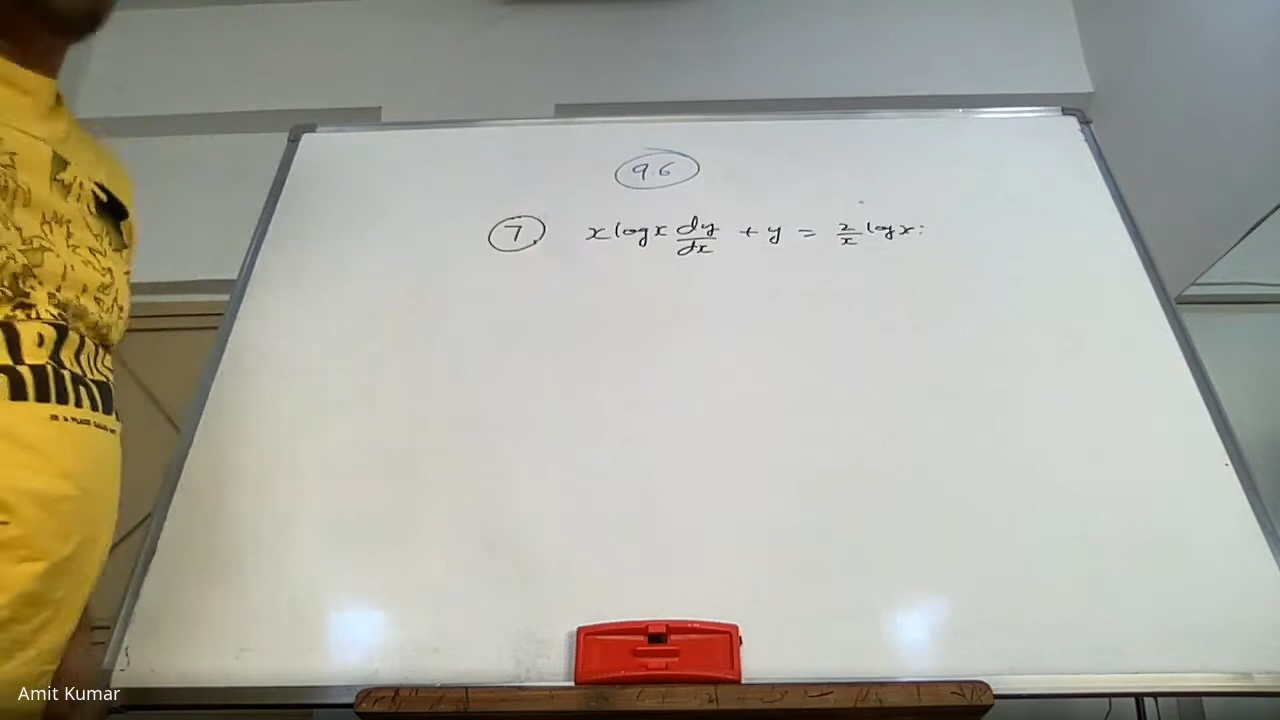 9.6
7 x log x dy/dx + y = 2/x log x :
Amit Kumar